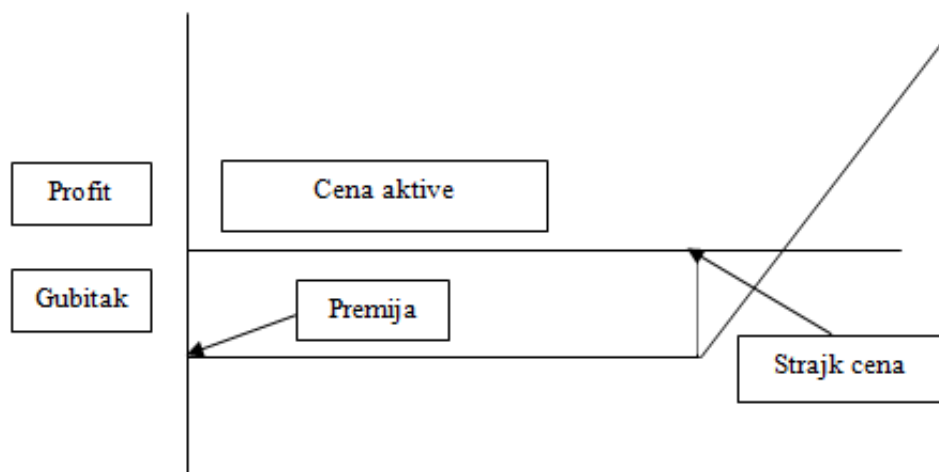 Profit
Cena aktive
Gubitak
Premija
Strajk cena